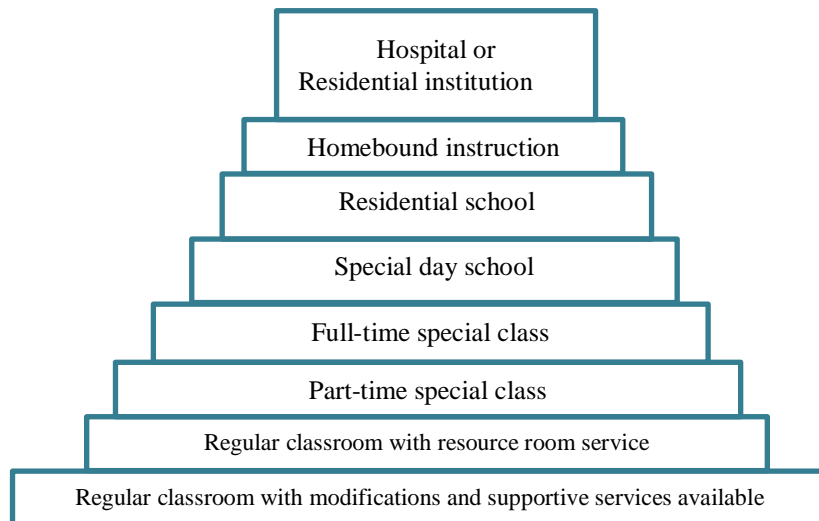 Hospital or
Residential institution
Homebound instruction
Residential school
Special day school
Full-time special class
Part-time special class
Regular classroom with resource room service
Regular classroom with modifications and supportive services available